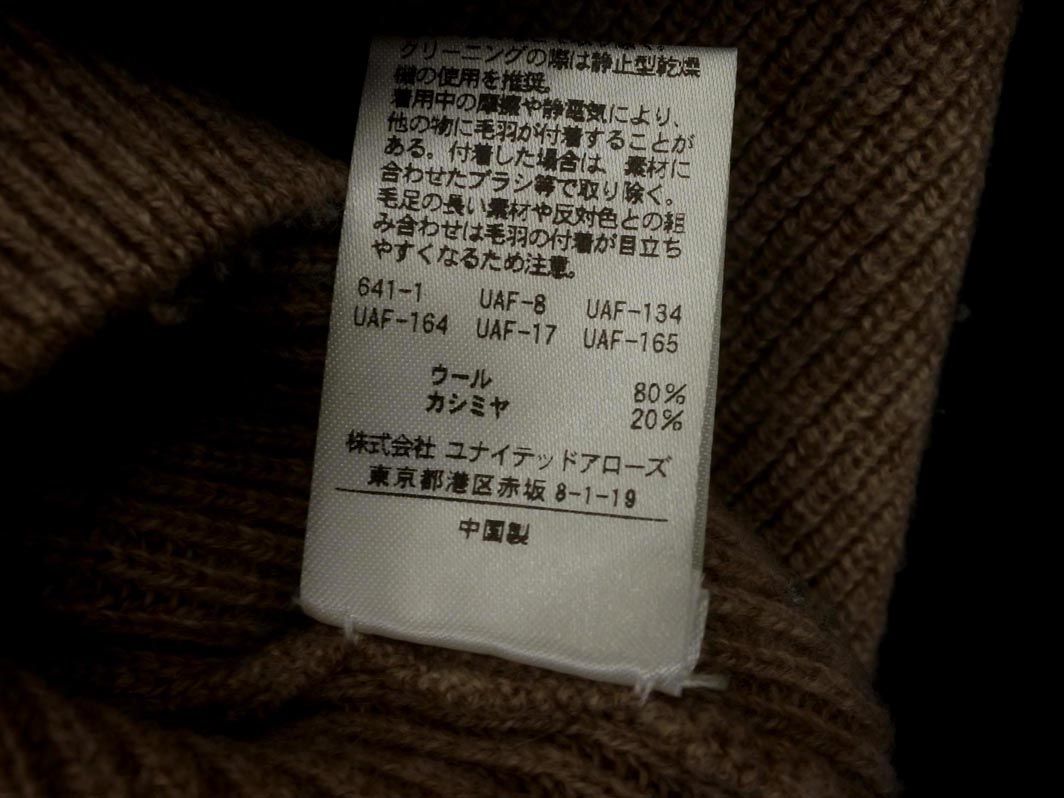 クリーニングの際は静止型乾燥
機の使用を推奨。
着用中の摩擦や静電気により、
他の物に毛羽が付着することが
ある。付着した場合は、素材に
合わせたブラシ等で取り除く。
毛足の長い素材や反対色との組
み合わせは毛羽の付着が目立ち
やすくなるため注意。
641-1 UAF-8 UAF-134
UAF-164 UAF-17 UAF-165
ウール 80%
カシミヤ 20%
株式会社 ユナイテッドアローズ
東京都港区赤坂 8-1-19
中国製